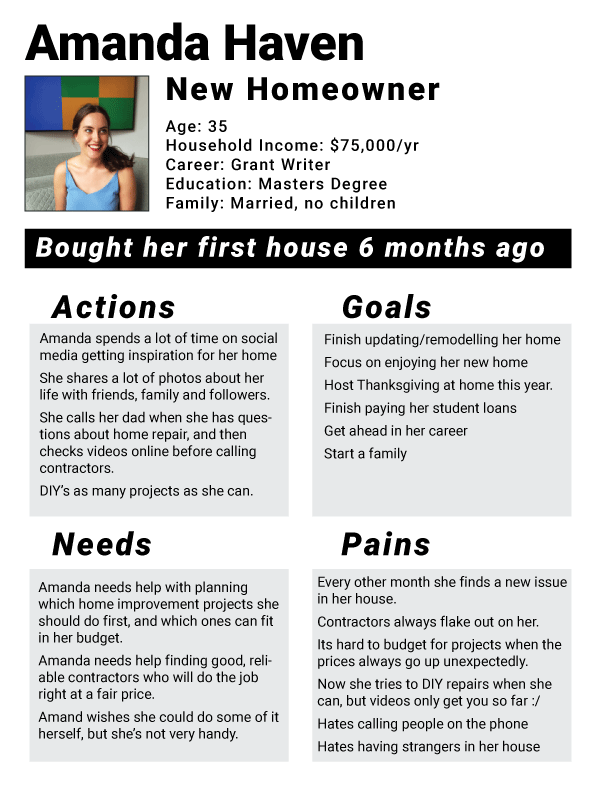 Amanda Haven
New Homeowner
Age: 35
Household Income: $75,000/yr
Career: Grant Writer
Education: Masters Degree
Family: Married, no children
Bought her first house 6 months ago
Actions
Amanda spends a lot of time on social
media getting inspiration for her home
She shares a lot of photos about her
life with friends, family and followers.
She calls her dad when she has ques-
tions about home repair, and then
checks videos online before calling
contractors.
DIY’s as many projects as she can.
Goals
Finish updating/remodelling her home
Focus on enjoying her new home
Host Thanksgiving at home this year.
Finish paying her student loans
Get ahead in her career
Start a family
Needs
Amanda needs help with planning
which home improvement projects she
should do first, and which ones can fit
in her budget.
Amanda needs help finding good, reli-
able contractors who will do the job
right at a fair price.
Amand wishes she could do some of it
herself, but she’s not very handy.
Pains
Every other month she finds a new issue
in her house.
Contractors always flake out on her.
Its hard to budget for projects when the
prices always go up unexpectedly.
Now she tries to DIY repairs when she
can, but videos only get you so far :/
Hates calling people on the phone
Hates having strangers in her house